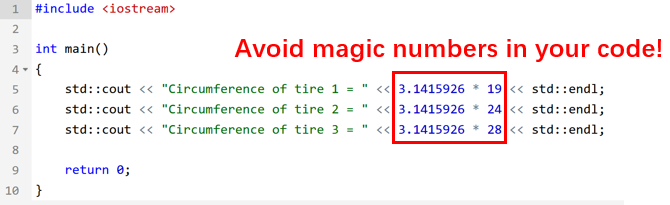 1 #include <iostream>
2
3 int main()
Avoid magic numbers in your code!
4 {
5 std::cout << "Circumference of tire 1 = " << 3.1415926 * 19 << std::endl;
6 std::cout << "Circumference of tire 2 = " << 3.1415926 * 24 << std::endl;
7 std::cout << "Circumference of tire 3 = " << 3.1415926 * 28 << std::endl;
8
9 return 0;
10 }